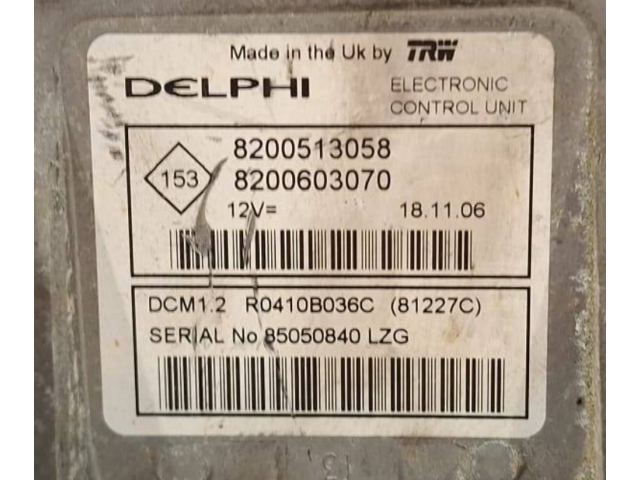 Made in the Uk by TRW
DELPHI
ELECTRONIC
CONTROL UNIT
153
8200513058
8200603070
12V=
18.11.06
DCM1.2 R0410B036C (81227C)
SERIAL No 85050840 LZG